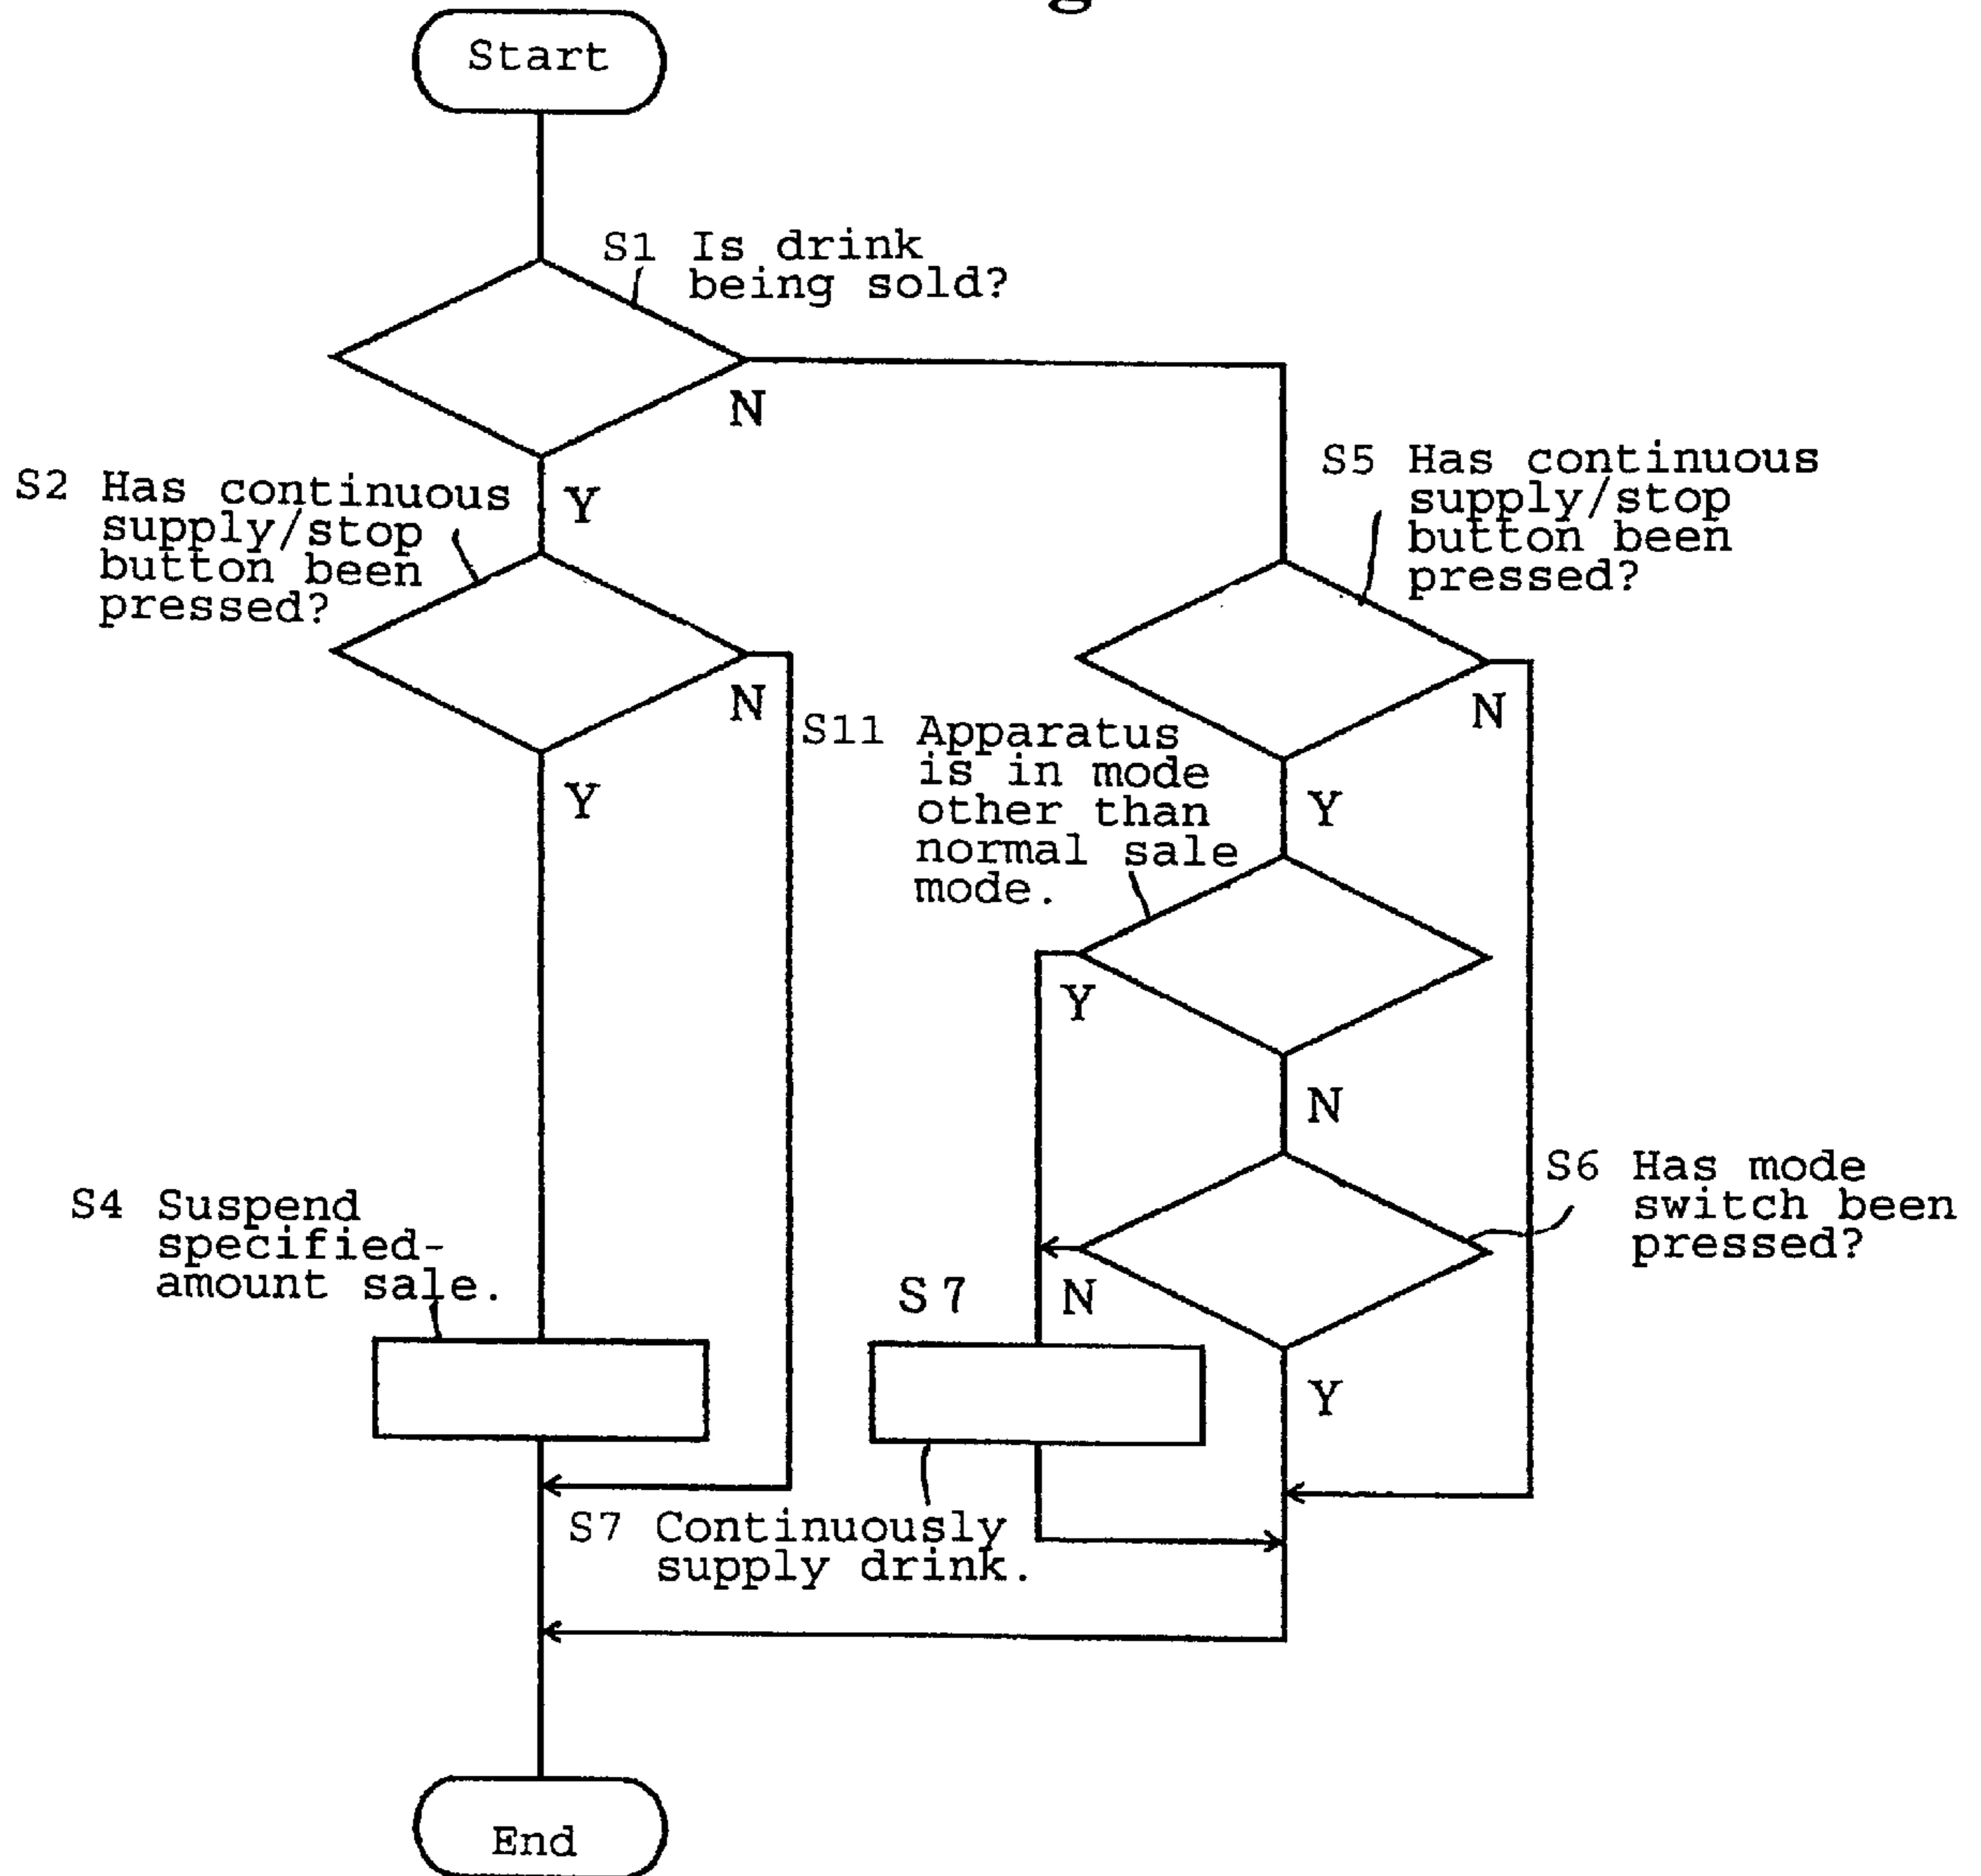 Start
S1 Is drink
being sold?
N
Y
S2 Has continuous
supply/stop
button been
pressed?
N
Y
S5 Has continuous
supply/stop
button been
pressed?
N
Y
S11 Apparatus
is in mode
other than
normal sale
mode.
Y
N
S6 Has mode
switch been
pressed?
N
Y
S4 Suspend
specified-
amount sale.
S7
S7 Continuously
supply drink.
End